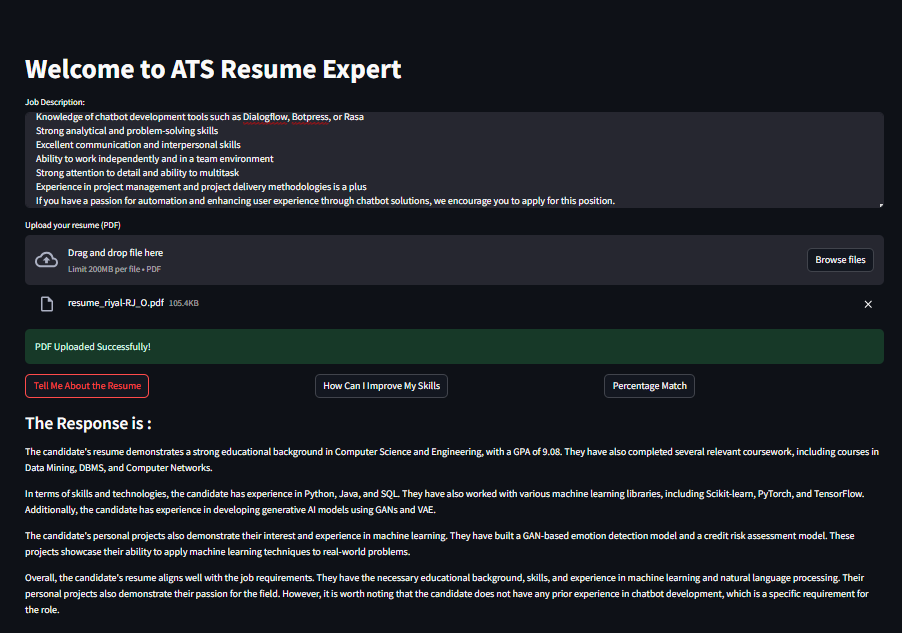 Welcome to ATS Resume Expert
Job Description:
Knowledge of chatbot development tools such as Dialogflow, Botpress, or Rasa
Strong analytical and problem-solving skills
Excellent communication and interpersonal skills
Ability to work independently and in a team environment
Strong attention to detail and ability to multitask
Experience in project management and project delivery methodologies is a plus
If you have a passion for automation and enhancing user experience through chatbot solutions, we encourage you to apply for this position.
Upload your resume (PDF)
Drag and drop file here
Limit 200MB per file • PDF
Browse files
resume_riyal-RJ_O.pdf 105.4KB
PDF Uploaded Successfully!
Tell Me About the Resume
How Can I Improve My Skills
Percentage Match
The Response is :
The candidate's resume demonstrates a strong educational background in Computer Science and Engineering, with a GPA of 9.08. They have also completed several relevant coursework, including courses in
Data Mining, DBMS, and Computer Networks.
In terms of skills and technologies, the candidate has experience in Python, Java, and SQL. They have also worked with various machine learning libraries, including Scikit-learn, PyTorch, and TensorFlow.
Additionally, the candidate has experience in developing generative AI models using GANs and VAE.
The candidate's personal projects also demonstrate their interest and experience in machine learning. They have built a GAN-based emotion detection model and a credit risk assessment model. These
projects showcase their ability to apply machine learning techniques to real-world problems.
Overall, the candidate's resume aligns well with the job requirements. They have the necessary educational background, skills, and experience in machine learning and natural language processing. Their
personal projects also demonstrate their passion for the field. However, it is worth noting that the candidate does not have any prior experience in chatbot development, which is a specific requirement for
the role.